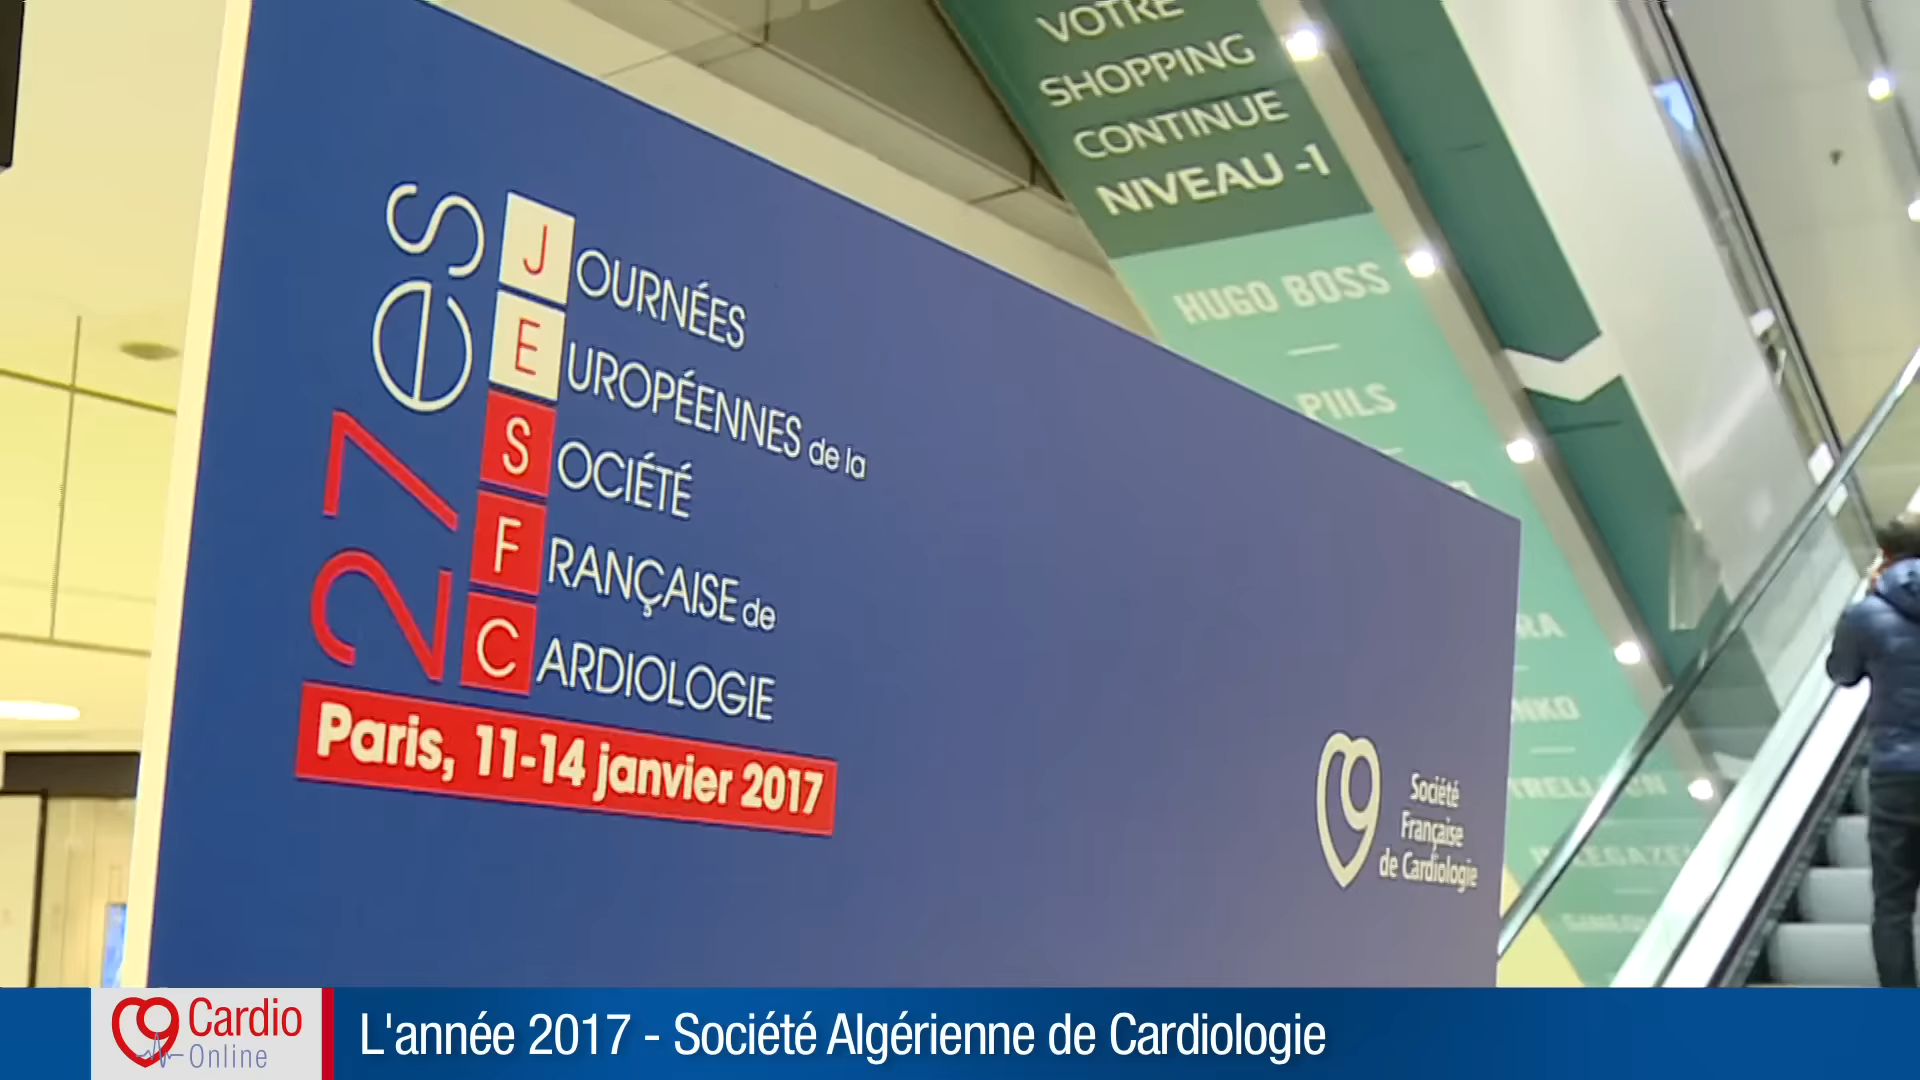 VOTRE
SHOPPING
CONTINUE
NIVEAU -1
HUGO BOSS
27es
JOURNÉES
EUROPÉENNES de la
SOCIÉTÉ
FRANÇAISE de
CARDIOLOGIE
Paris, 11-14 janvier 2017
Société
Française
de Cardiologie
Cardio
Online
L'année 2017 - Société Algérienne de Cardiologie